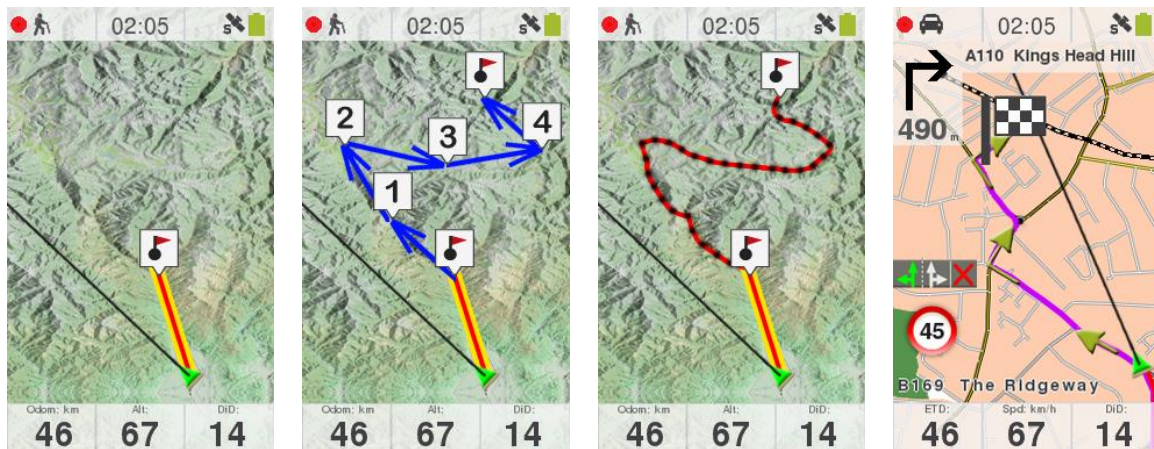 02:05
s
Odom: km Alt: DiD:
46 67 14
02:05
s
2
3
4
1
Odom: km Alt: DiD:
46 67 14
02:05
s
Odom: km Alt: DiD:
46 67 14
02:05
s
A110 Kings Head Hill
490 m
45
B169 The Ridgeway
ETD: Spd: km/h DiD:
46 67 14